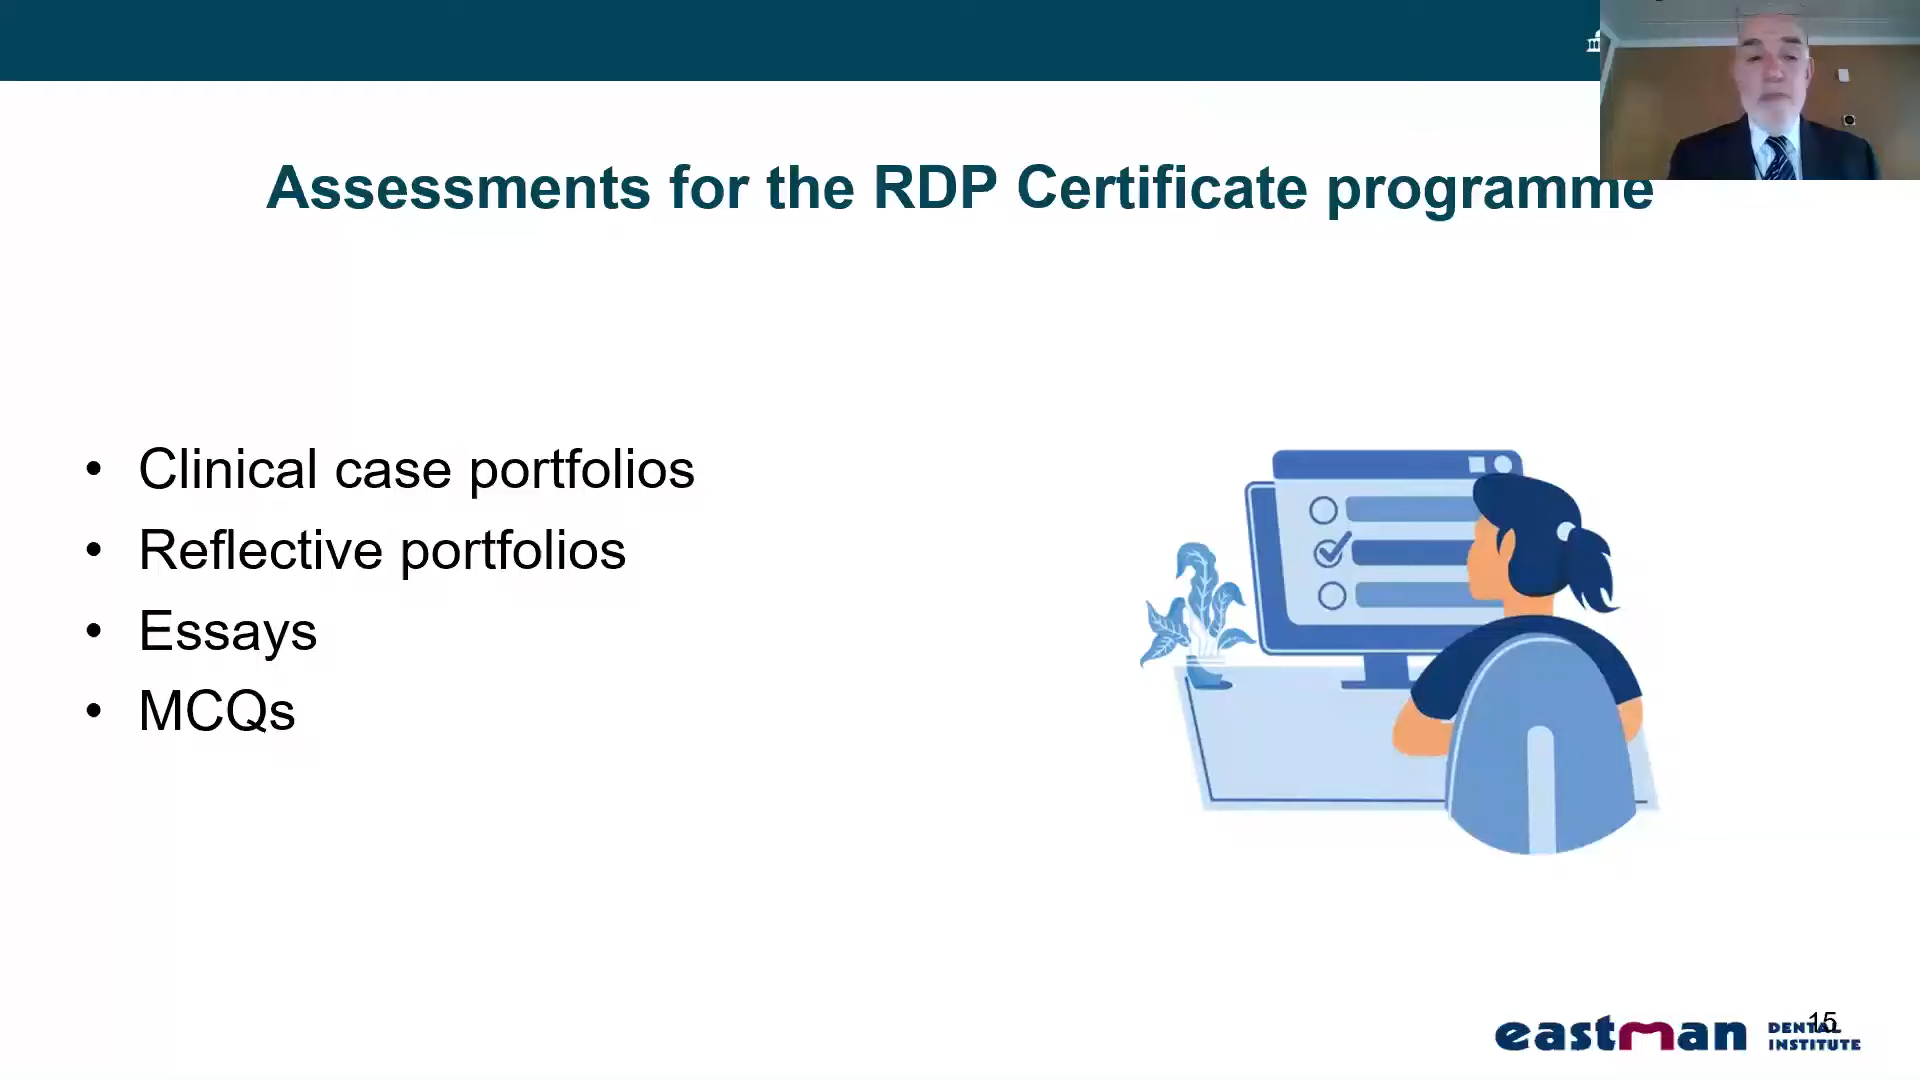 Assessments for the RDP Certificate programme
• Clinical case portfolios
• Reflective portfolios
• Essays
• MCQs
eastman DENTAL INSTITUTE
15